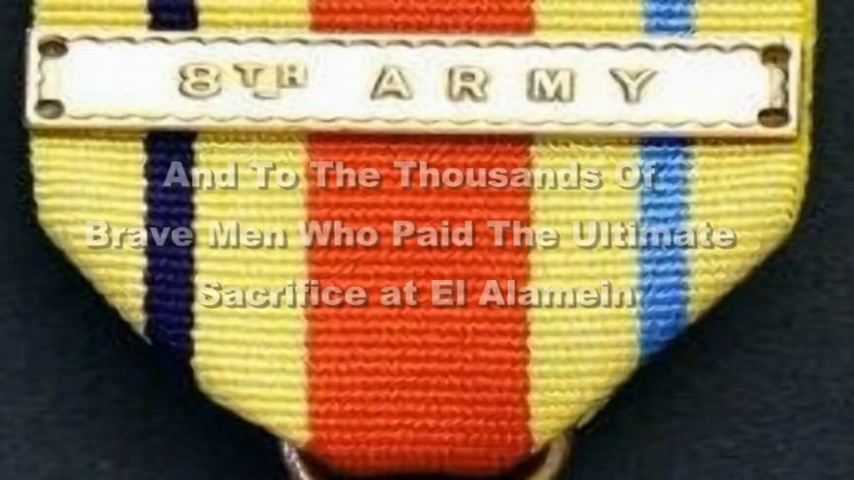 8TH ARMY
And To The Thousands Of
Brave Men Who Paid The Ultimate
Sacrifice at El Alamein